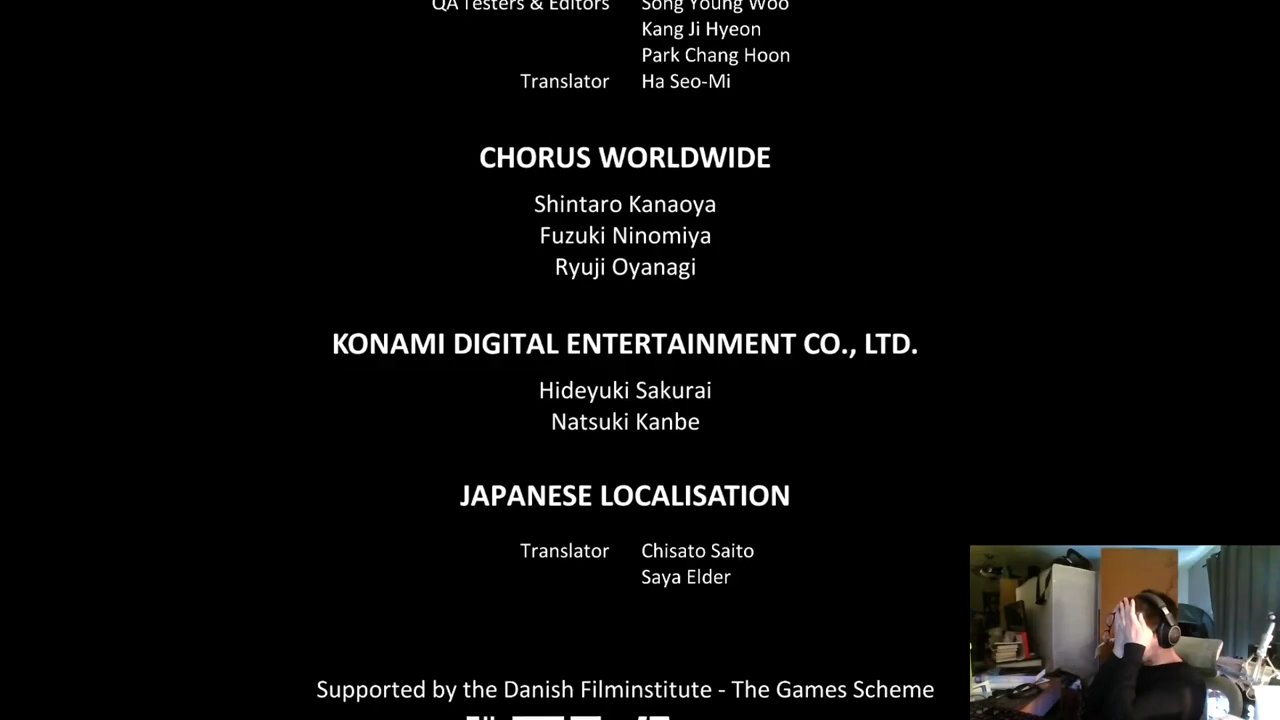 QA Testers & Editors Song Young Woo
Kang Ji Hyeon
Park Chang Hoon
Translator Ha Seo-Mi
CHORUS WORLDWIDE
Shintaro Kanaoya
Fuzuki Ninomiya
Ryuji Oyanagi
KONAMI DIGITAL ENTERTAINMENT CO., LTD.
Hideyuki Sakurai
Natsuki Kanbe
JAPANESE LOCALISATION
Translator Chisato Saito
Saya Elder
Supported by the Danish Filminstitute - The Games Scheme